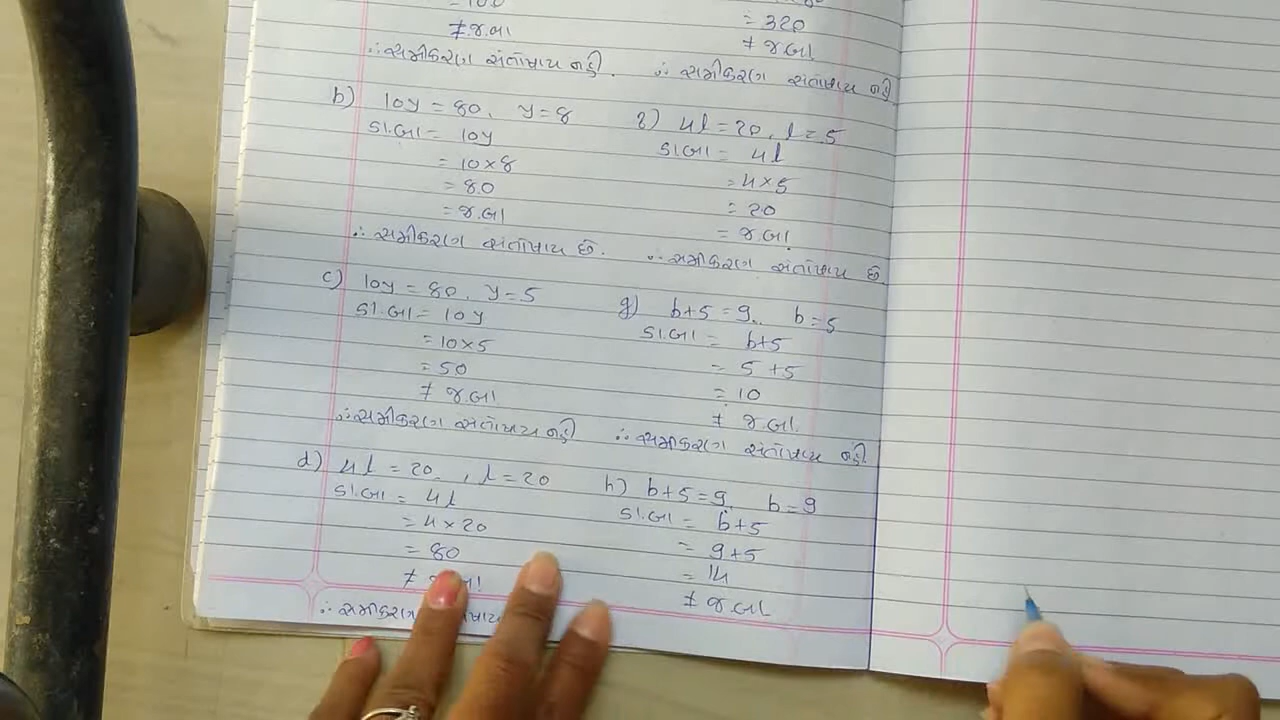 = 100
≠ જ.બા
∴ સમીકરણ સંતોષાય નહી.
= 320
≠ જ.બા
∴ સમીકરણ સંતોષાય નહી
b) 10y = 80, y = 8
ડા.બા = 10y
= 10×8
= 80
= જ.બા
∴ સમીકરણ સંતોષાય છે.
4l = 20, l = 5
ડા.બા = 4l
= 4×5
= 20
= જ.બા
∴ સમીકરણ સંતોષાય છે
c) 10y = 80, y = 5
ડા.બા = 10y
= 10×5
= 50
≠ જ.બા
∴ સમીકરણ સંતોષાય નહી
g) b+5 = 9, b = 5
ડા.બા = b+5
= 5+5
= 10
≠ જ.બા
∴ સમીકરણ સંતોષાય નહી.
d) 4l = 20, l = 20
ડા.બા = 4l
= 4×20
= 80
≠
∴ સમીકરણ
h) b+5 = 9, b = 9
ડા.બા = b+5
= 9+5
= 14
≠ જ.બા